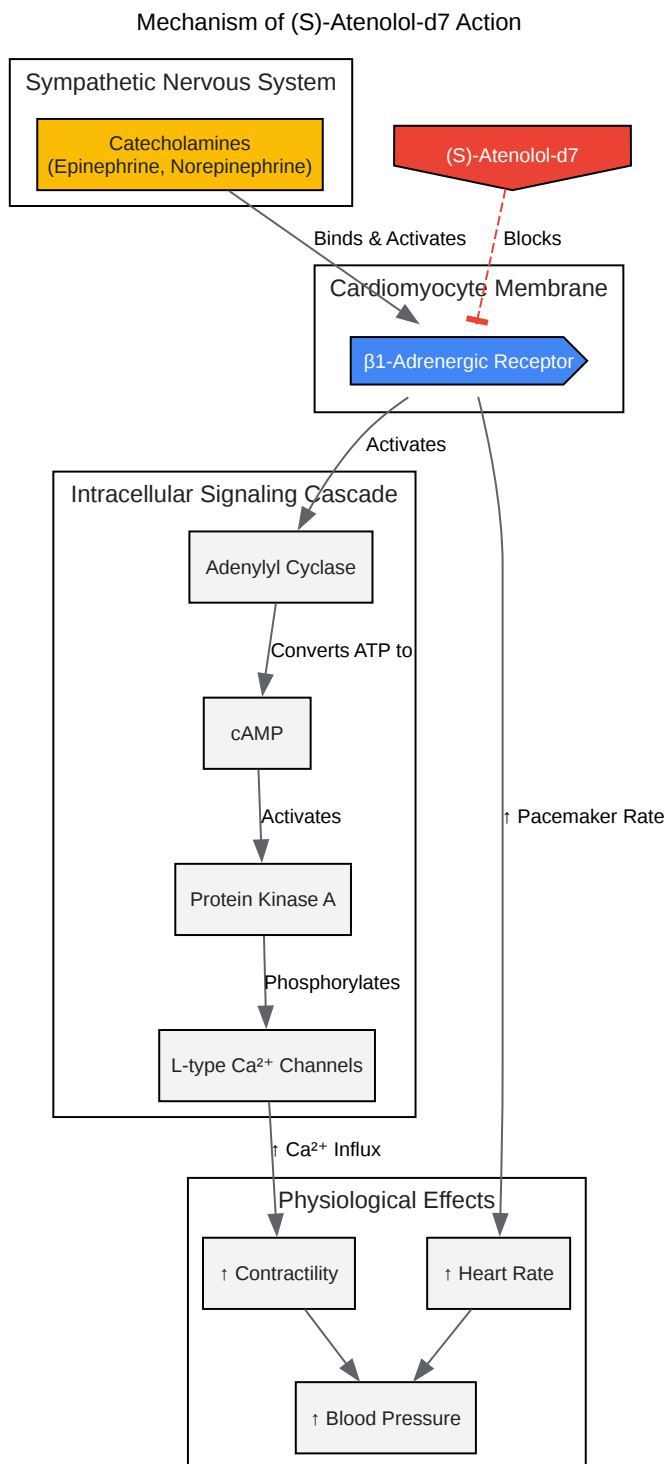 Mechanism of (S)-Atenolol-d7 Action
Sympathetic Nervous System
Catecholamines
(Epinephrine, Norepinephrine)
(S)-Atenolol-d7
Binds & Activates
Blocks
Cardiomyocyte Membrane
β1-Adrenergic Receptor
Activates
Intracellular Signaling Cascade
Adenylyl Cyclase
Converts ATP to
cAMP
Activates
↑ Pacemaker Rate
Protein Kinase A
Phosphorylates
L-type Ca²⁺ Channels
↑ Ca²⁺ Influx
Physiological Effects
↑ Contractility
↑ Heart Rate
↑ Blood Pressure